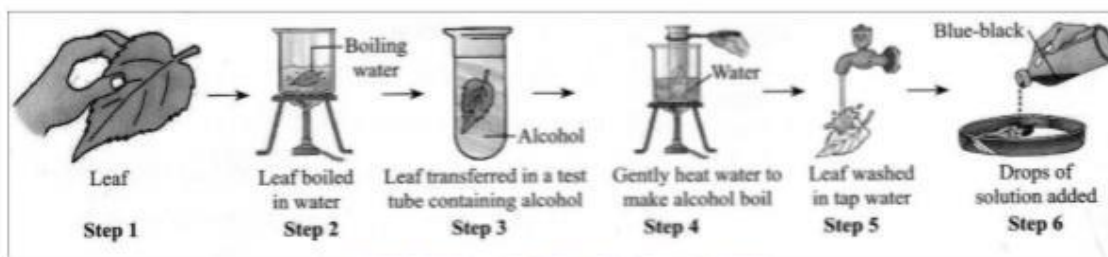 Boiling
water
Alcohol
Water
Blue-black
Leaf
Leaf boiled
in water
Leaf transferred in a test
tube containing alcohol
Gently heat water to
make alcohol boil
Leaf washed
in tap water
Drops of
solution added
Step 1
Step 2
Step 3
Step 4
Step 5
Step 6